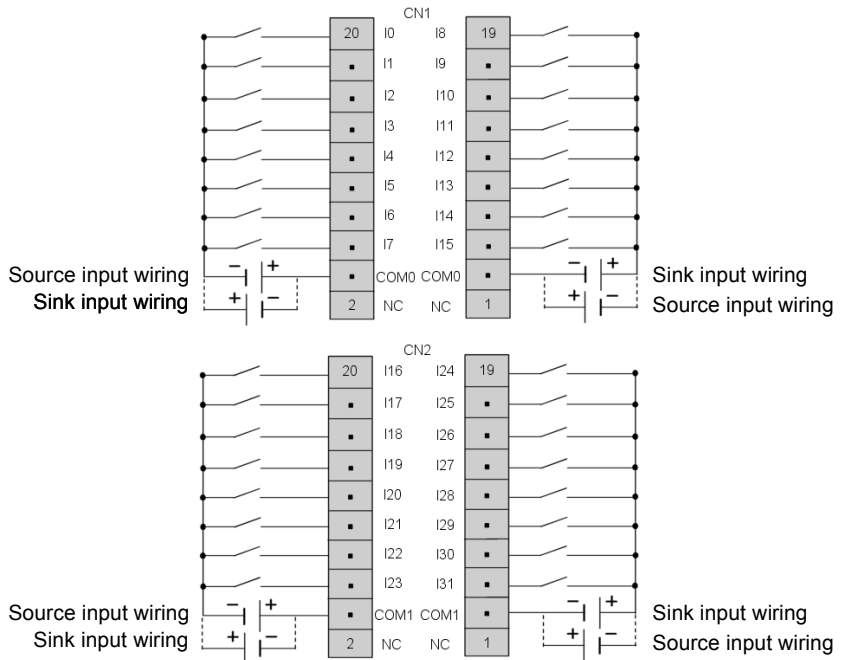 CN1
20 I0 I8 19
I1 I9
I2 I10
I3 I11
I4 I12
I5 I13
I6 I14
I7 I15
Source input wiring − + COM0 COM0 − + Sink input wiring
Sink input wiring + − 2 NC NC 1 + − Source input wiring
CN2
20 I16 I24 19
I17 I25
I18 I26
I19 I27
I20 I28
I21 I29
I22 I30
I23 I31
Source input wiring − + COM1 COM1 − + Sink input wiring
Sink input wiring + − 2 NC NC 1 + − Source input wiring